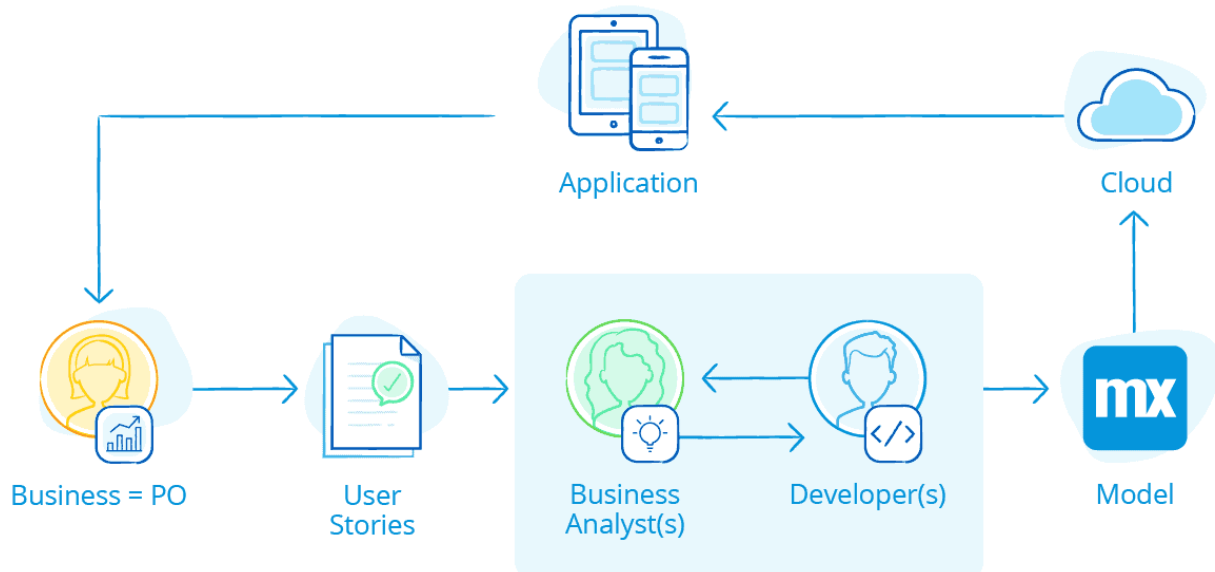 Application
Cloud
mx
</>
Business = PO
User
Stories
Business
Analyst(s)
Developer(s)
Model